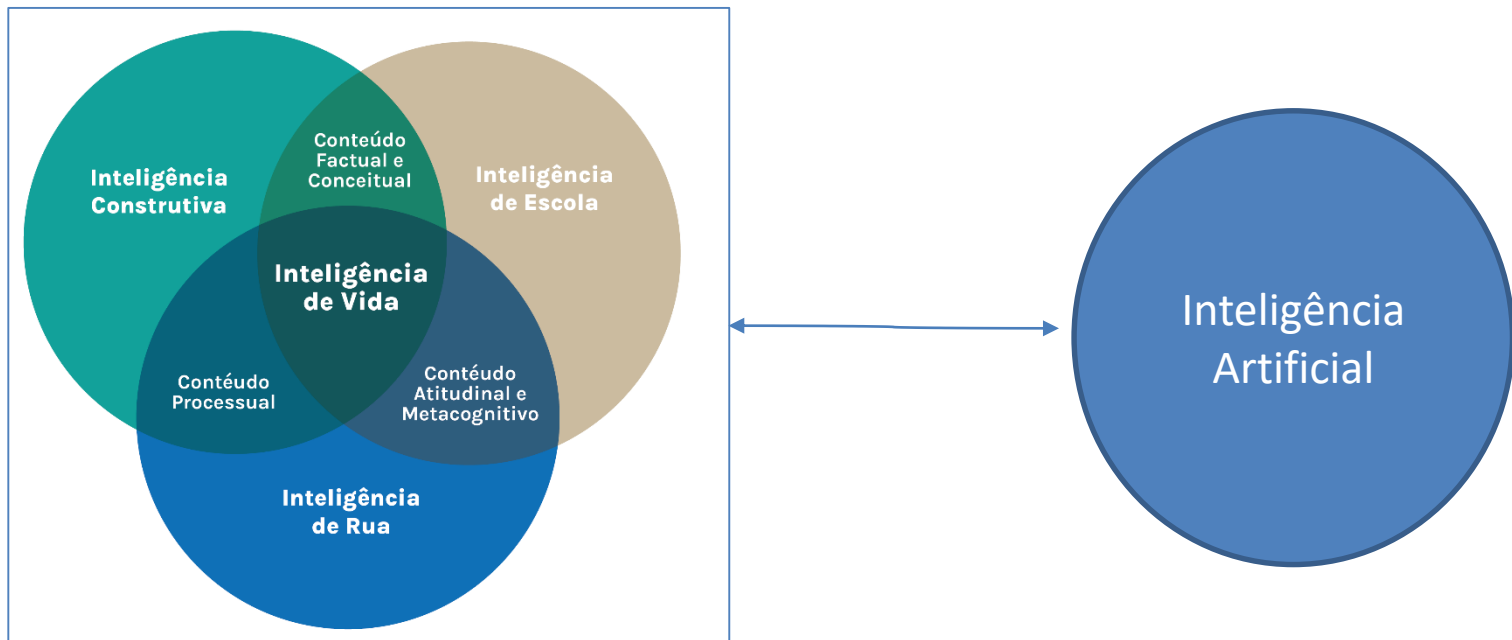 Conteúdo
Factual e
Conceitual
Inteligência
Construtiva
Inteligência
de Escola
Inteligência
de Vida
Contéudo
Processual
Contéudo
Atitudinal e
Metacognitivo
Inteligência
de Rua
Inteligência
Artificial